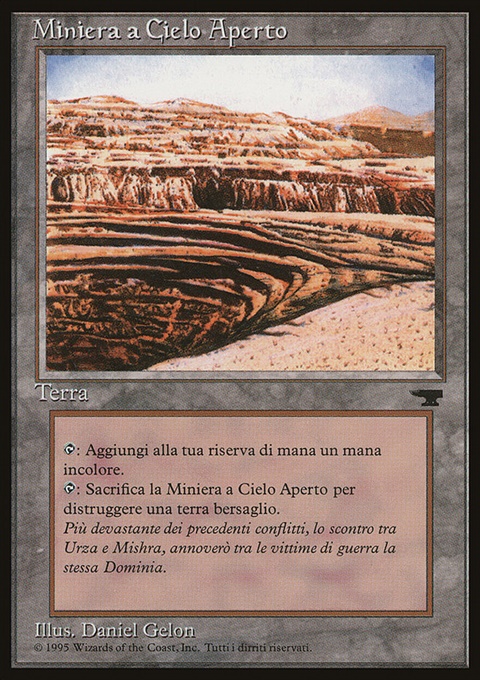 Miniera a Cielo Aperto
Terra
: Aggiungi alla tua riserva di mana un mana
incolore.
: Sacrifica la Miniera a Cielo Aperto per
distruggere una terra bersaglio.
Più devastante dei precedenti conflitti, lo scontro tra
Urza e Mishra, annoverò tra le vittime di guerra la
stessa Dominia.
Illus. Daniel Gelon
© 1995 Wizards of the Coast, Inc. Tutti i dirriti riservati.